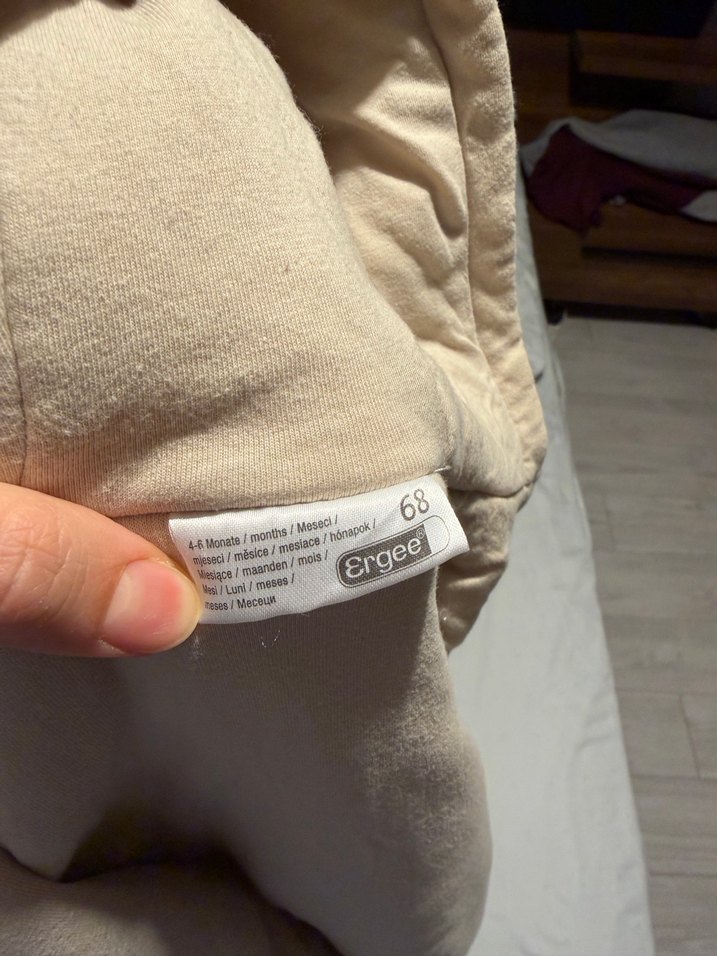 68
4-6 Monate / months / Meseci /
mjeseci / měsíce / mesiace / hónapok /
Miesiące / maanden / mois /
Mesi / Luni / meses /
meses / Месеци
Ergee®